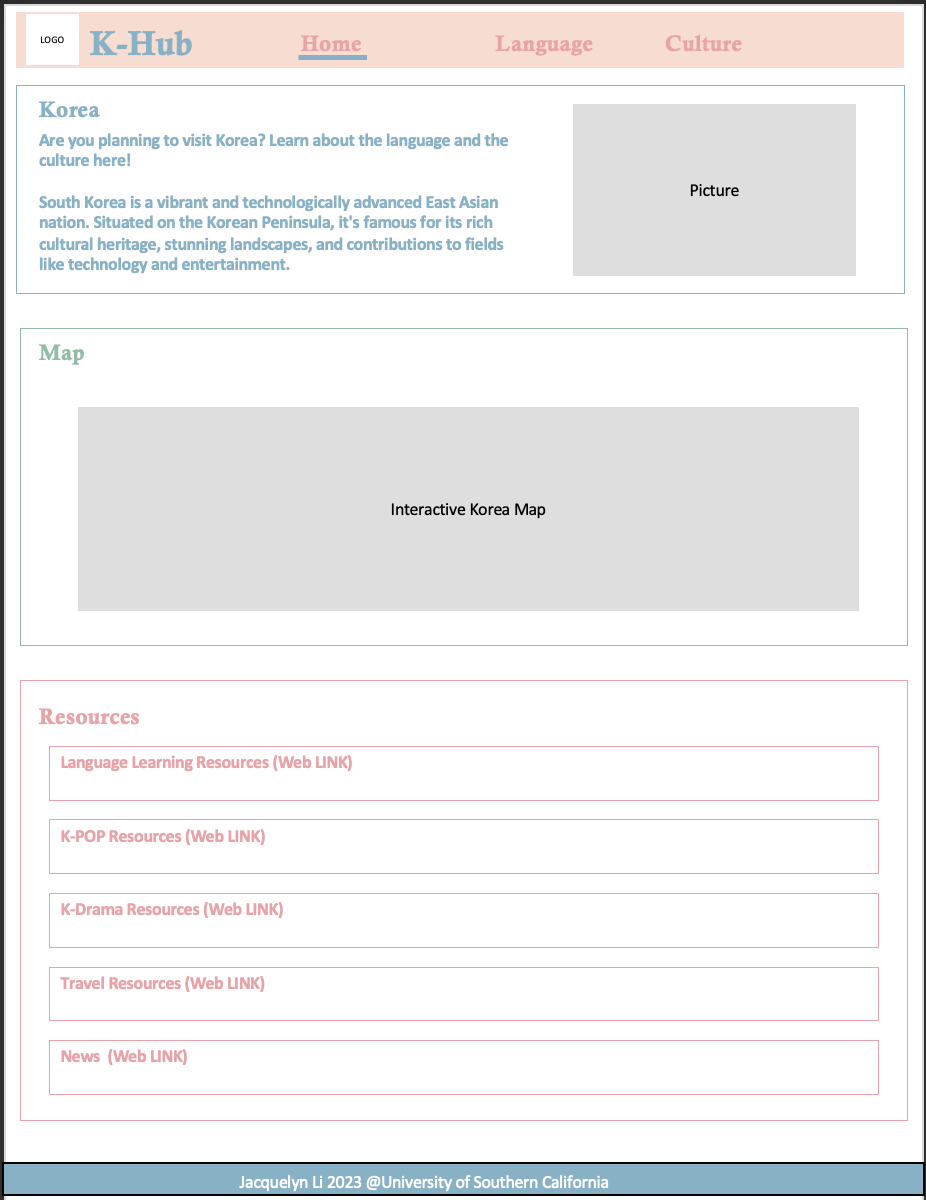 LOGO
K-Hub
Home
Language
Culture
Korea
Are you planning to visit Korea? Learn about the language and the
culture here!
South Korea is a vibrant and technologically advanced East Asian
nation. Situated on the Korean Peninsula, it's famous for its rich
cultural heritage, stunning landscapes, and contributions to fields
like technology and entertainment.
Picture
Map
Interactive Korea Map
Resources
Language Learning Resources (Web LINK)
K-POP Resources (Web LINK)
K-Drama Resources (Web LINK)
Travel Resources (Web LINK)
News  (Web LINK)
Jacquelyn Li 2023 @University of Southern California